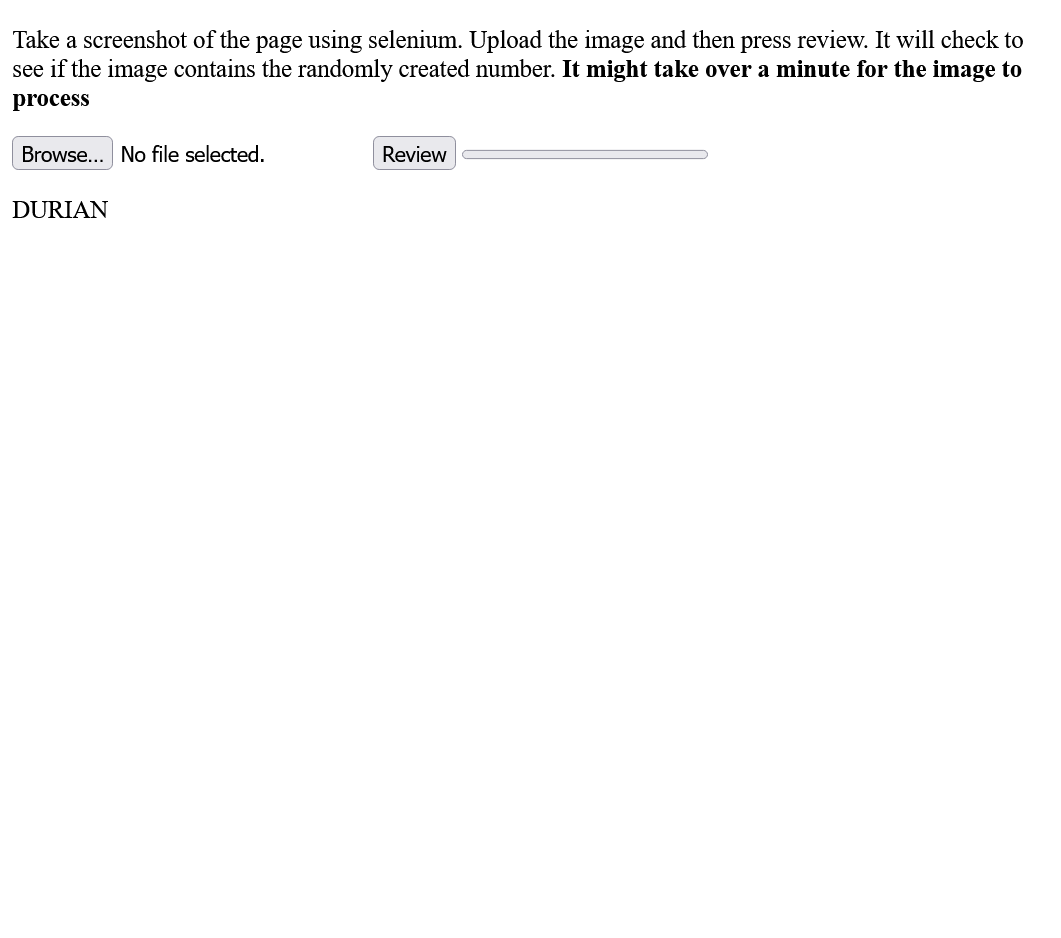 Take a screenshot of the page using selenium. Upload the image and then press review. It will check to
see if the image contains the randomly created number. It might take over a minute for the image to
process
Browse... No file selected. Review
DURIAN